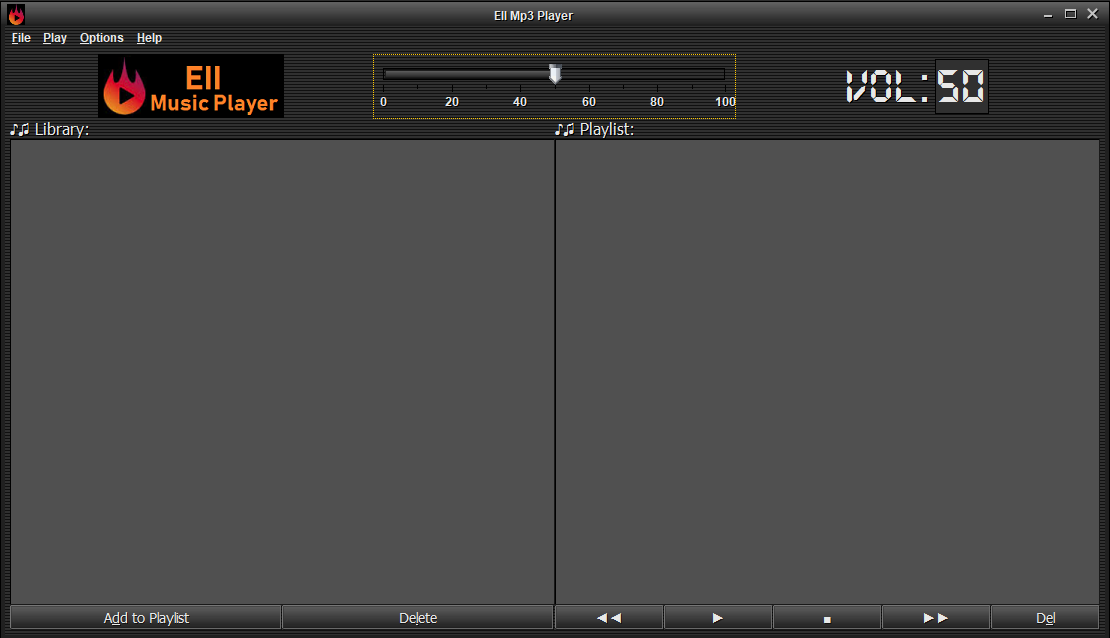 Ell Mp3 Player
File Play Options Help
Ell
Music Player
0 20 40 60 80 100
VOL: 50
Library: Playlist:
Add to Playlist Delete Del